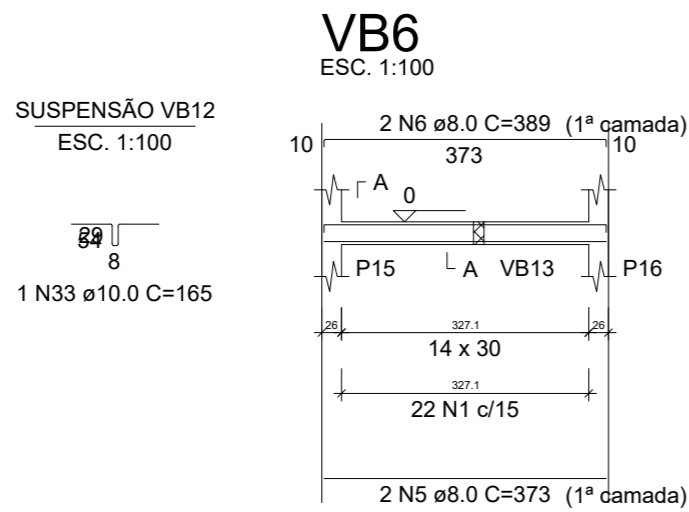 VB6
ESC. 1:100
SUSPENSÃO VB12
ESC. 1:100
2 N6 ø8.0 C=389 (1ª camada)
10 373 10
A
0
8
1 N33 ø10.0 C=165
P15 A VB13 P16
26 327.1 26
14 x 30
327.1
22 N1 c/15
2 N5 ø8.0 C=373 (1ª camada)